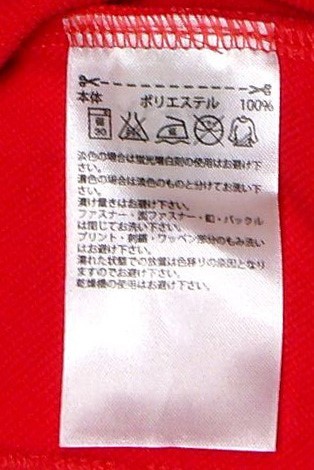 本体 ポリエステル 100%
淡色の場合は蛍光増白剤の使用はお避け下
さい。
濃色の場合は淡色のものと分けてお洗い下
さい。
漬け置きはお避け下さい。
ファスナー・面ファスナー・釦・バックル
は閉じてお洗い下さい。
プリント・刺繍・ワッペン部分のもみ洗い
はお避け下さい。
濡れた状態での放置は色移りの原因となり
ますのでお避け下さい。
乾燥機の使用はお避け下さい。